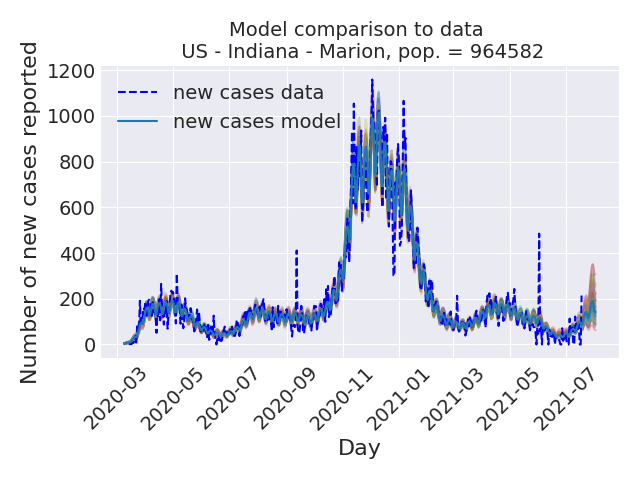 Model comparison to data
US - Indiana - Marion, pop. = 964582
Number of new cases reported
1200
1000
800
600
400
200
0
new cases data
new cases model
2020-03
2020-05
2020-07
2020-09
2020-11
2021-01
2021-03
2021-05
2021-07
Day